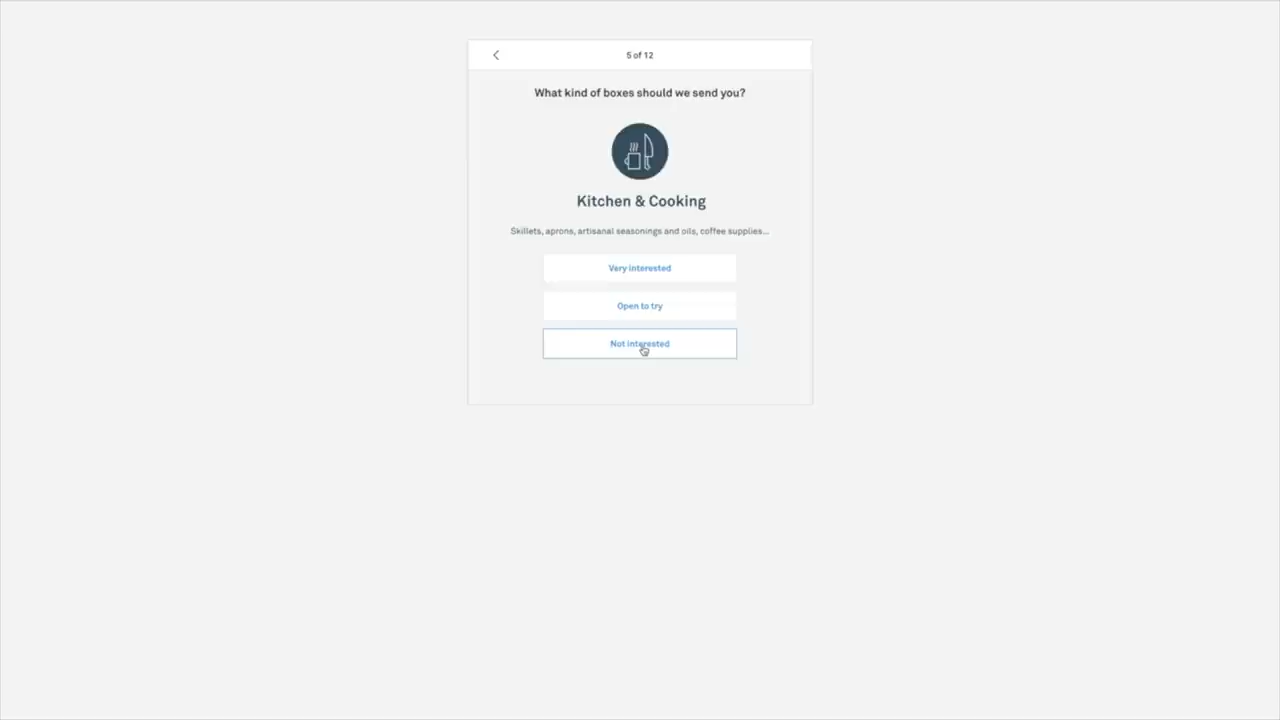 5 of 12
What kind of boxes should we send you?
Kitchen & Cooking
Skillets, aprons, artisanal seasonings and oils, coffee supplies...
Very interested
Open to try
Not interested